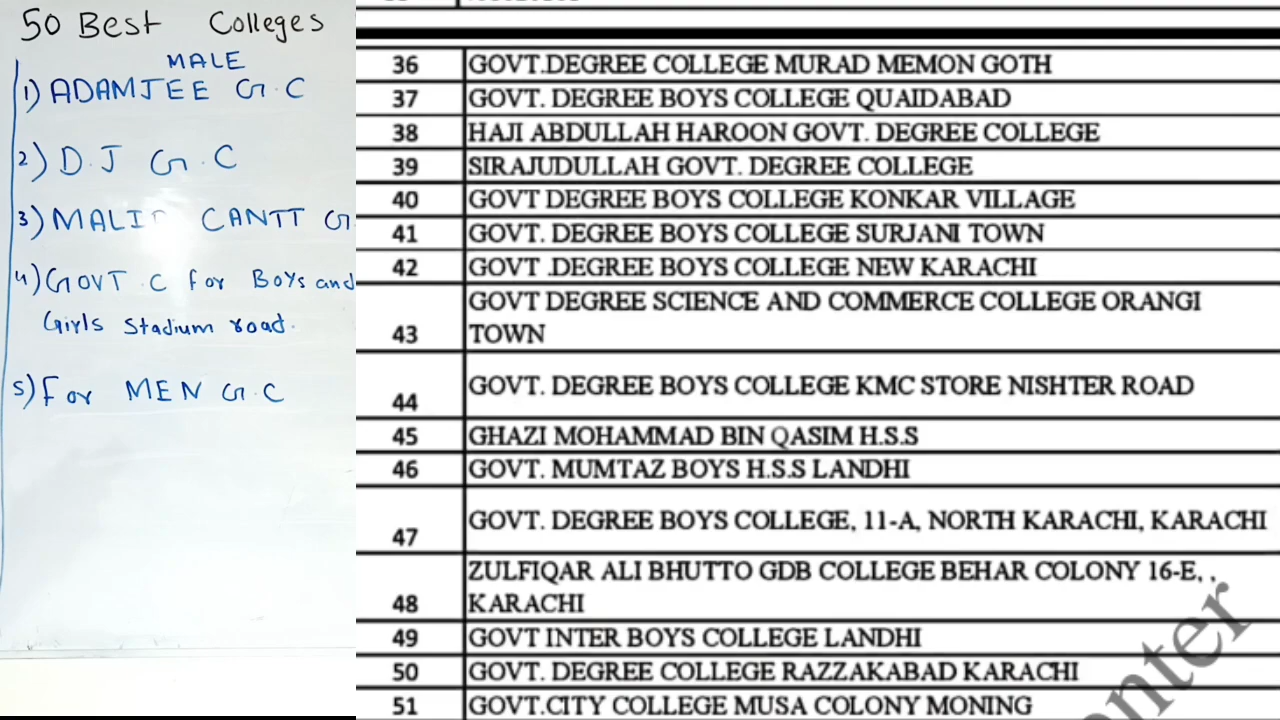 50 Best Colleges
MALE
1) ADAMJEE G.C
2) D.J G.C
3) CANTT G
4) GOVT.C for Boys and
Girls Stadium road.
5) For MEN G.C
36 GOVT.DEGREE COLLEGE MURAD MEMON GOTH
37 GOVT. DEGREE BOYS COLLEGE QUAIDABAD
38 HAJI ABDULLAH HAROON GOVT. DEGREE COLLEGE
39 SIRAJUDULLAH GOVT. DEGREE COLLEGE
40 GOVT DEGREE BOYS COLLEGE KONKAR VILLAGE
41 GOVT. DEGREE BOYS COLLEGE SURJANI TOWN
42 GOVT .DEGREE BOYS COLLEGE NEW KARACHI
GOVT DEGREE SCIENCE AND COMMERCE COLLEGE ORANGI
43 TOWN
44 GOVT. DEGREE BOYS COLLEGE KMC STORE NISHTER ROAD
45 GHAZI MOHAMMAD BIN QASIM H.S.S
46 GOVT. MUMTAZ BOYS H.S.S LANDHI
47 GOVT. DEGREE BOYS COLLEGE, 11-A, NORTH KARACHI, KARACHI
ZULFIQAR ALI BHUTTO GDB COLLEGE BEHAR COLONY 16-E, ,
48 KARACHI
49 GOVT INTER BOYS COLLEGE LANDHI
50 GOVT. DEGREE COLLEGE RAZZAKABAD KARACHI
51 GOVT.CITY COLLEGE MUSA COLONY MONING